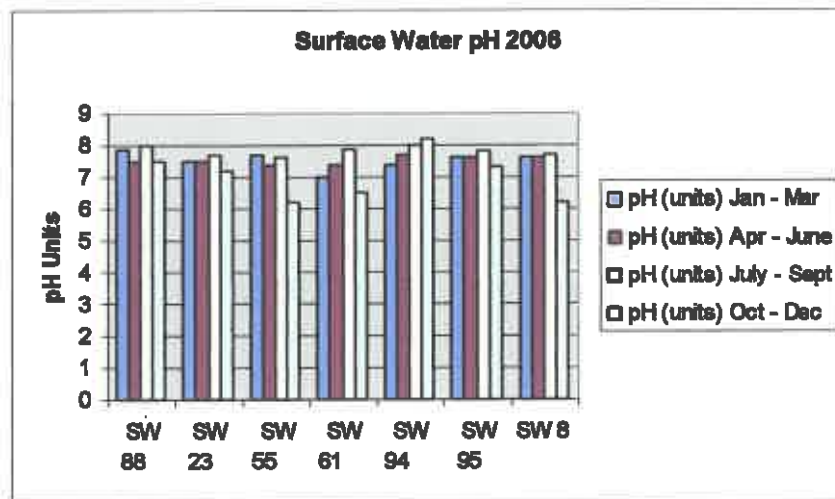 Surface Water pH 2006
pH Units
9
8
7
6
5
4
3
2
1
0
SW 88
SW 23
SW 55
SW 61
SW 94
SW 95
SW 8
pH (units) Jan - Mar
pH (units) Apr - June
pH (units) July - Sept
pH (units) Oct - Dec